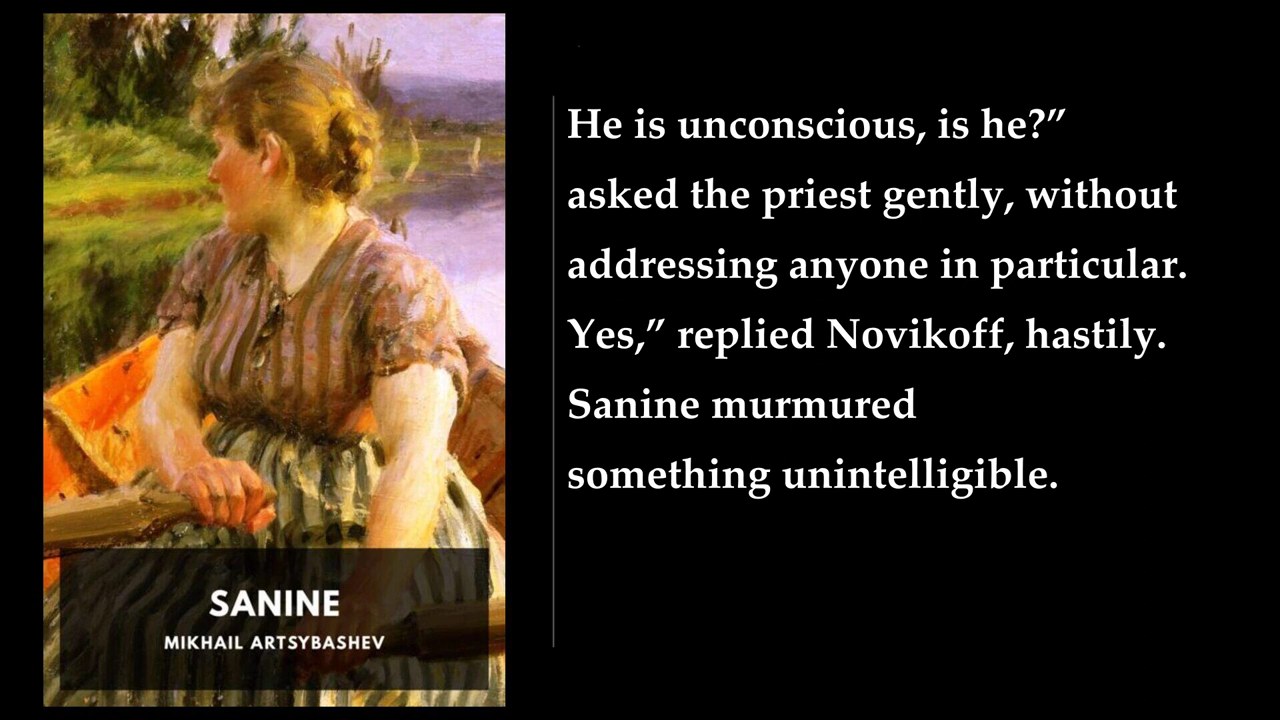 He is unconscious, is he?”
asked the priest gently, without
addressing anyone in particular.
Yes,” replied Novikoff, hastily.
Sanine murmured
something unintelligible.
SANINE
MIKHAIL ARTSYBASHEV